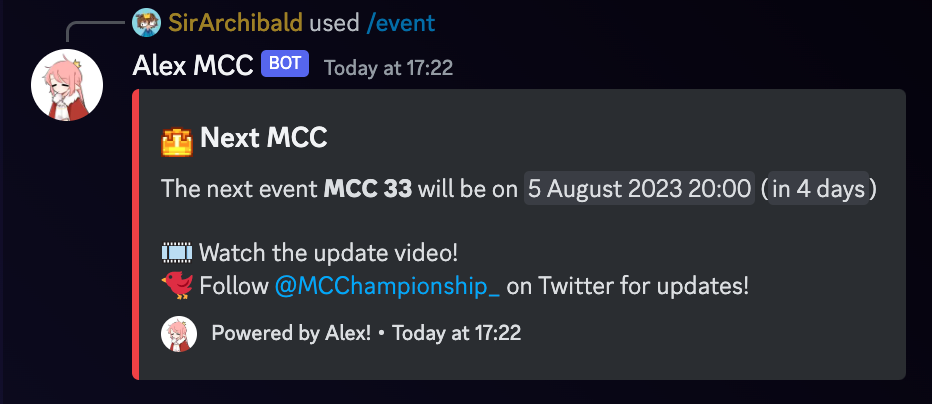 SirArchibald used /event
Alex MCC BOT Today at 17:22
Next MCC
The next event MCC 33 will be on 5 August 2023 20:00 (in 4 days)
Watch the update video!
Follow @MCChampionship_ on Twitter for updates!
Powered by Alex! • Today at 17:22